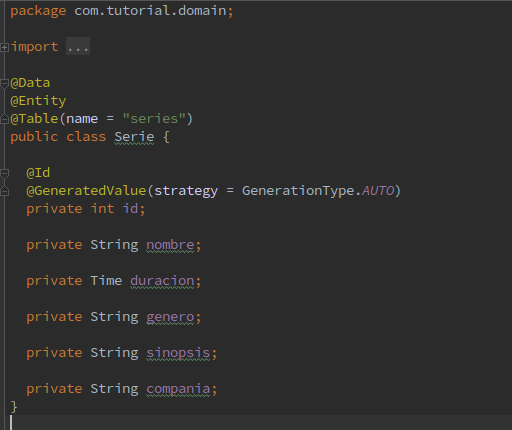 package com.tutorial.domain;
import ...
@Data
@Entity
@Table(name = "series")
public class Serie {
@Id
@GeneratedValue(strategy = GenerationType.AUTO)
private int id;
private String nombre;
private Time duracion;
private String genero;
private String sinopsis;
private String compania;
}